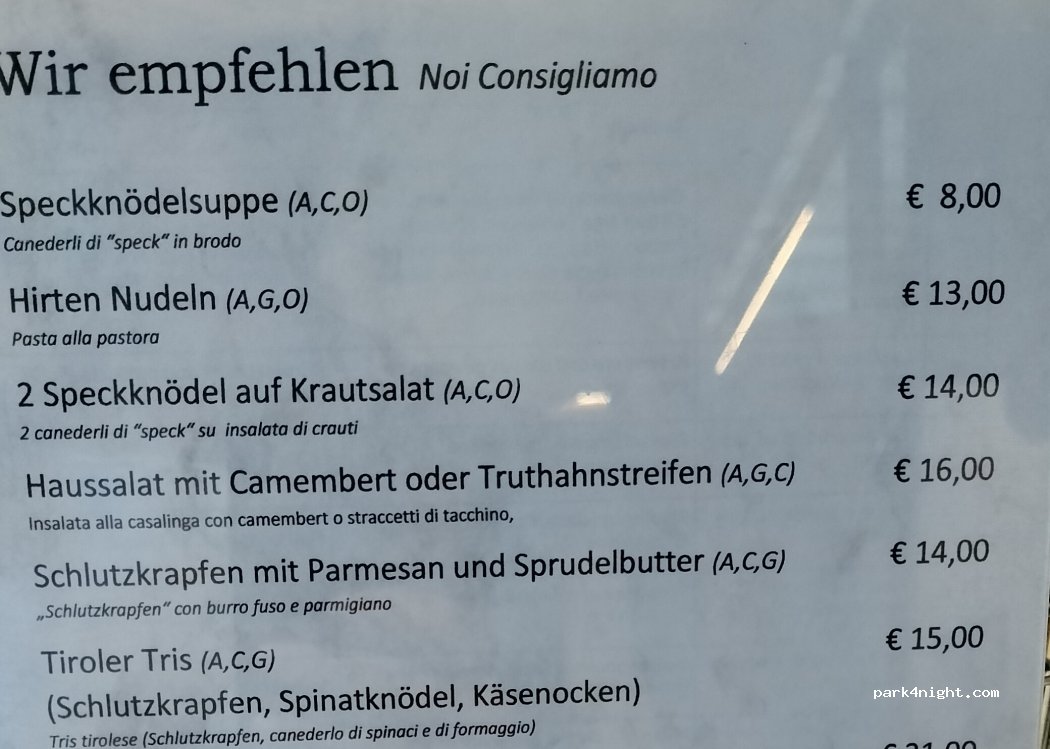 Wir empfehlen Noi Consigliamo
Speckknödelsuppe (A,C,O) € 8,00
Canederli di “speck“ in brodo
Hirten Nudeln (A,G,O) € 13,00
Pasta alla pastora
2 Speckknödel auf Krautsalat (A,C,O) € 14,00
2 canederli di “speck“ su insalata di crauti
Haussalat mit Camembert oder Truthahnstreifen (A,G,C) € 16,00
Insalata alla casalinga con camembert o straccetti di tacchino,
Schlutzkrapfen mit Parmesan und Sprudelbutter (A,C,G) € 14,00
„Schlutzkrapfen“ con burro fuso e parmigiano
Tiroler Tris (A,C,G) € 15,00
(Schlutzkrapfen, Spinatknödel, Käsenocken)
Tris tirolese (Schlutzkrapfen, canederlo di spinaci e di formaggio)
park4night.com